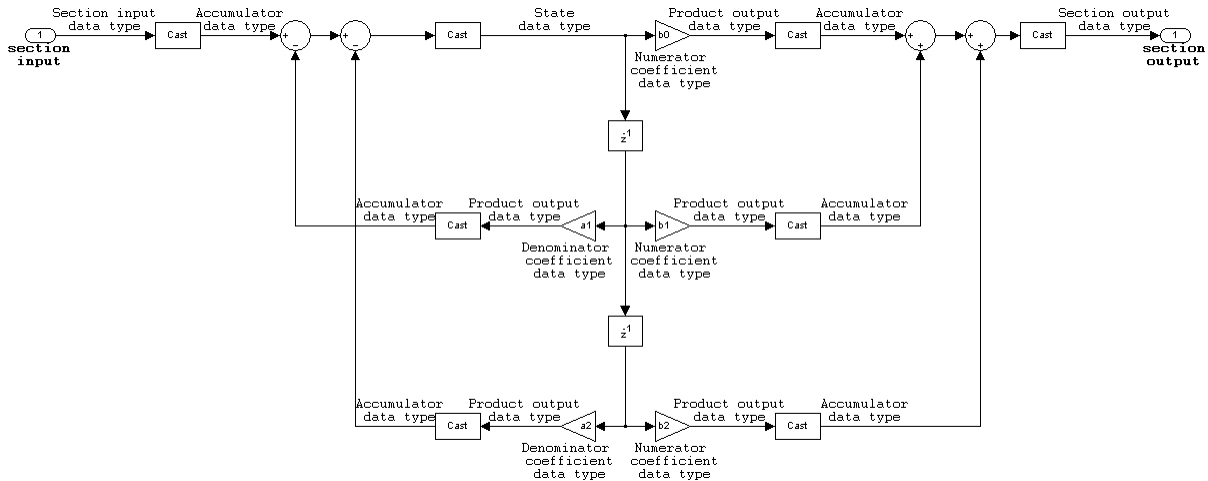 Section input
data type
Accumulator
data type
State
data type
Product output
data type
Accumulator
data type
Section output
data type
1
Cast
+
−
+
−
Cast
b0
Cast
+
+
+
+
Cast
1
section
input
section
output
Numerator
coefficient
data type
z-1
Accumulator
data type
Product output
data type
Product output
data type
Accumulator
data type
Cast
a1
b1
Cast
Denominator
coefficient
data type
Numerator
coefficient
data type
z-1
Accumulator
data type
Product output
data type
Product output
data type
Accumulator
data type
Cast
a2
b2
Cast
Denominator
coefficient
data type
Numerator
coefficient
data type